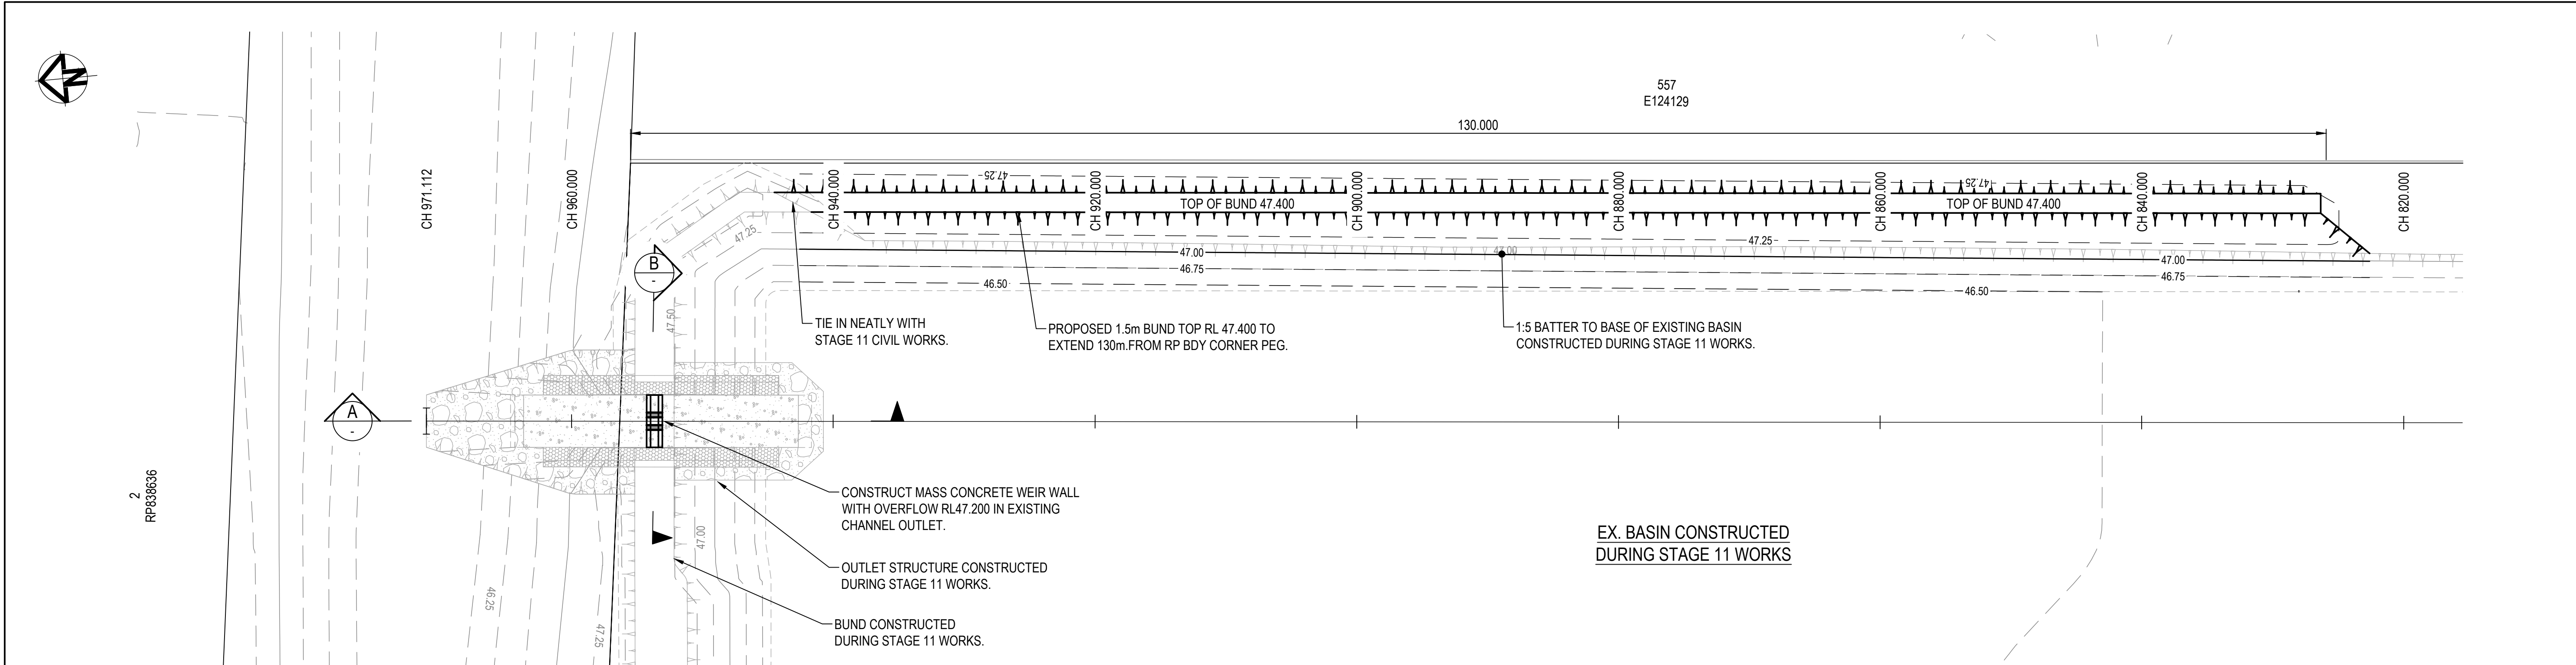 N
557
E124129
130.000
CH 971.112
CH 960.000
CH 940.000
CH 920.000
CH 900.000
CH 880.000
CH 860.000
CH 840.000
CH 820.000
47.25
47.25
TOP OF BUND 47.400
TOP OF BUND 47.400
47.25
47.25
47.00
47.00
47.00
46.75
46.75
46.50
46.50
B
-
47.50
TIE IN NEATLY WITH
STAGE 11 CIVIL WORKS.
PROPOSED 1.5m BUND TOP RL 47.400 TO
EXTEND 130m.FROM RP BDY CORNER PEG.
1:5 BATTER TO BASE OF EXISTING BASIN
CONSTRUCTED DURING STAGE 11 WORKS.
A
-
2
RP838636
CONSTRUCT MASS CONCRETE WEIR WALL
WITH OVERFLOW RL47.200 IN EXISTING
CHANNEL OUTLET.
47.00
EX. BASIN CONSTRUCTED
DURING STAGE 11 WORKS
OUTLET STRUCTURE CONSTRUCTED
DURING STAGE 11 WORKS.
46.25
47.25
BUND CONSTRUCTED
DURING STAGE 11 WORKS.